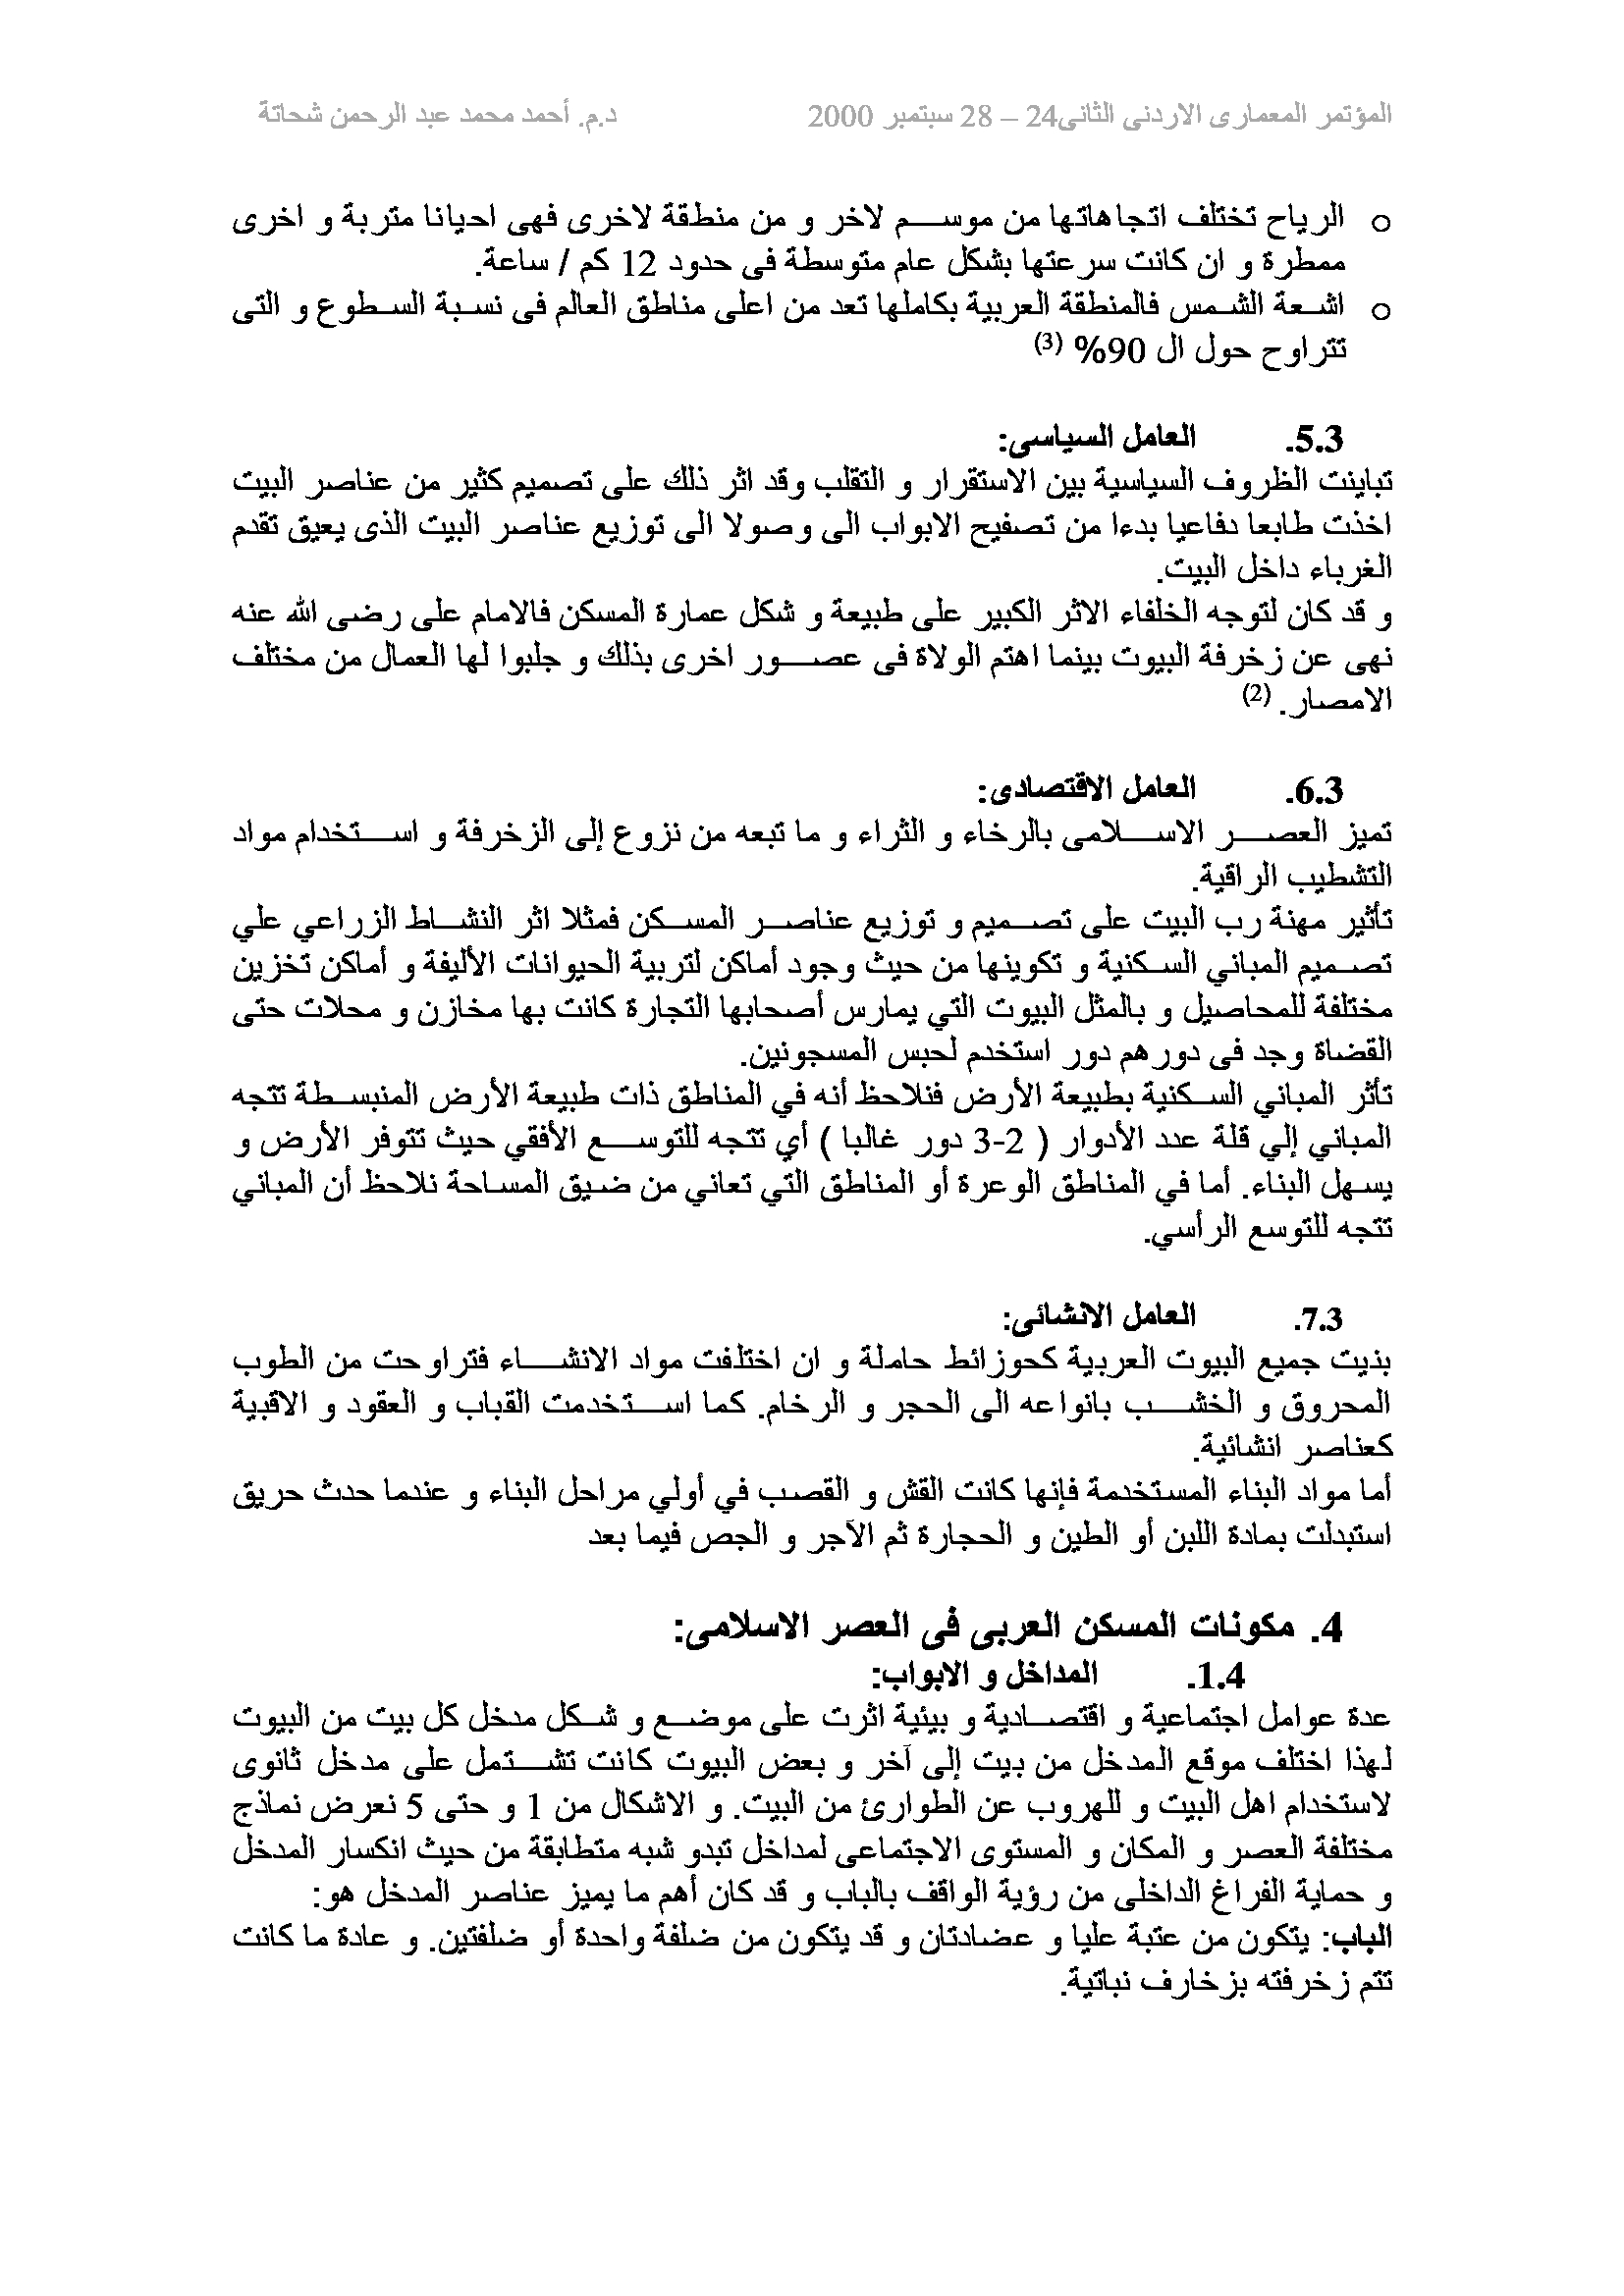 المؤتمر المعمارى الاردنى الثانى24 – 28 سبتمبر 2000 د.م. أحمد محمد عبد الرحمن شحاتة
o الرياح تختلف اتجاهاتها من موسم لاخر و من منطقة لاخرى فهى احيانا متربة و اخرى
ممطرة و ان كانت سرعتها بشكل عام متوسطة فى حدود 12 كم / ساعة.
o اشعة الشمس فالمنطقة العربية بكاملها تعد من اعلى مناطق العالم فى نسبة السطوع و التى
تتراوح حول ال 90% (3)
5.3. العامل السياسى:
تباينت الظروف السياسية بين الاستقرار و التقلب وقد اثر ذلك على تصميم كثير من عناصر البيت
اخذت طابعا دفاعيا بدءا من تصفيح الابواب الى وصولا الى توزيع عناصر البيت الذى يعيق تقدم
الغرباء داخل البيت.
و قد كان لتوجه الخلفاء الاثر الكبير على طبيعة و شكل عمارة المسكن فالامام على رضى الله عنه
نهى عن زخرفة البيوت بينما اهتم الولاة فى عصور اخرى بذلك و جلبوا لها العمال من مختلف
الامصار. (2)
6.3. العامل الاقتصادى:
تميز العصر الاسلامى بالرخاء و الثراء و ما تبعه من نزوع إلى الزخرفة و استخدام مواد
التشطيب الراقية.
تأثير مهنة رب البيت على تصميم و توزيع عناصر المسكن فمثلا اثر النشاط الزراعي علي
تصميم المباني السكنية و تكوينها من حيث وجود أماكن لتربية الحيوانات الأليفة و أماكن تخزين
مختلفة للمحاصيل و بالمثل البيوت التي يمارس أصحابها التجارة كانت بها مخازن و محلات حتى
القضاة وجد فى دورهم دور استخدم لحبس المسجونين.
تأثر المباني السكنية بطبيعة الأرض فنلاحظ أنه في المناطق ذات طبيعة الأرض المنبسطة تتجه
المباني إلي قلة عدد الأدوار ( 2-3 دور غالبا ) أي تتجه للتوسع الأفقي حيث تتوفر الأرض و
يسهل البناء. أما في المناطق الوعرة أو المناطق التي تعاني من ضيق المساحة نلاحظ أن المباني
تتجه للتوسع الرأسي.
7.3. العامل الانشائى:
بنيت جميع البيوت العربية كحوزائط حاملة و ان اختلفت مواد الانشاء فتراوحت من الطوب
المحروق و الخشب بانواعه الى الحجر و الرخام. كما استخدمت القباب و العقود و الاقبية
كعناصر انشائية.
أما مواد البناء المستخدمة فإنها كانت القش و القصب في أولي مراحل البناء و عندما حدث حريق
استبدلت بمادة اللبن أو الطين و الحجارة ثم الآجر و الجص فيما بعد
4. مكونات المسكن العربى فى العصر الاسلامى:
1.4. المداخل و الابواب:
عدة عوامل اجتماعية و اقتصادية و بيئية اثرت على موضع و شكل مدخل كل بيت من البيوت
لهذا اختلف موقع المدخل من بيت إلى آخر و بعض البيوت كانت تشتمل على مدخل ثانوى
لاستخدام اهل البيت و للهروب عن الطوارئ من البيت. و الاشكال من 1 و حتى 5 نعرض نماذج
مختلفة العصر و المكان و المستوى الاجتماعى لمداخل تبدو شبه متطابقة من حيث انكسار المدخل
و حماية الفراغ الداخلى من رؤية الواقف بالباب و قد كان أهم ما يميز عناصر المدخل هو:
الباب: يتكون من عتبة عليا و عضادتان و قد يتكون من ضلفة واحدة أو ضلفتين. و عادة ما كانت
تتم زخرفته بزخارف نباتية.